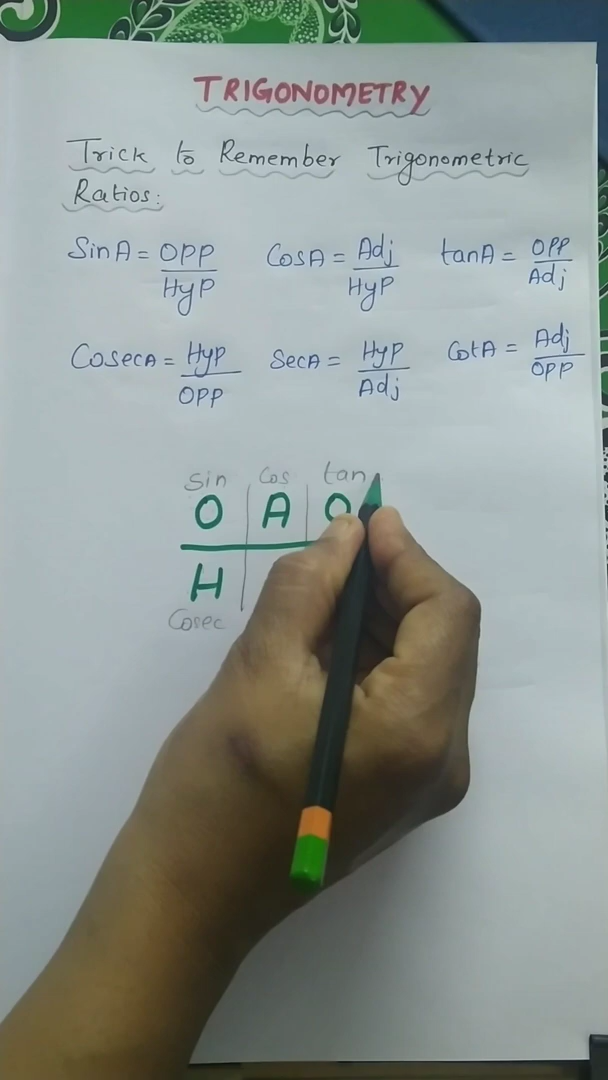 TRIGONOMETRY
Trick to Remember Trigonometric
Ratios:
SinA = OPP/HyP CosA = Adj/HyP tanA = OPP/Adj
CosecA = Hyp/OPP SecA = Hyp/Adj CotA = Adj/OPP
Sin Cos tan
O A O
H
Cosec